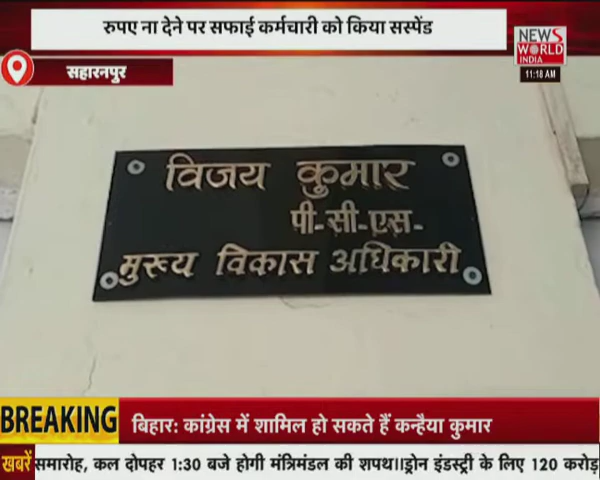 रुपए ना देने पर सफाई कर्मचारी को किया सस्पेंड
NEWS
WORLD
INDIA
सहारनपुर
11:18 AM
विजय कुमार
पी-सी-एस-
मुख्य विकास अधिकारी
BREAKING
बिहार: कांग्रेस में शामिल हो सकते हैं कन्हैया कुमार
खबरें
समारोह, कल दोपहर 1:30 बजे होगी मंत्रिमंडल की शपथ।।ड्रोन इंडस्ट्री के लिए 120 करोड़